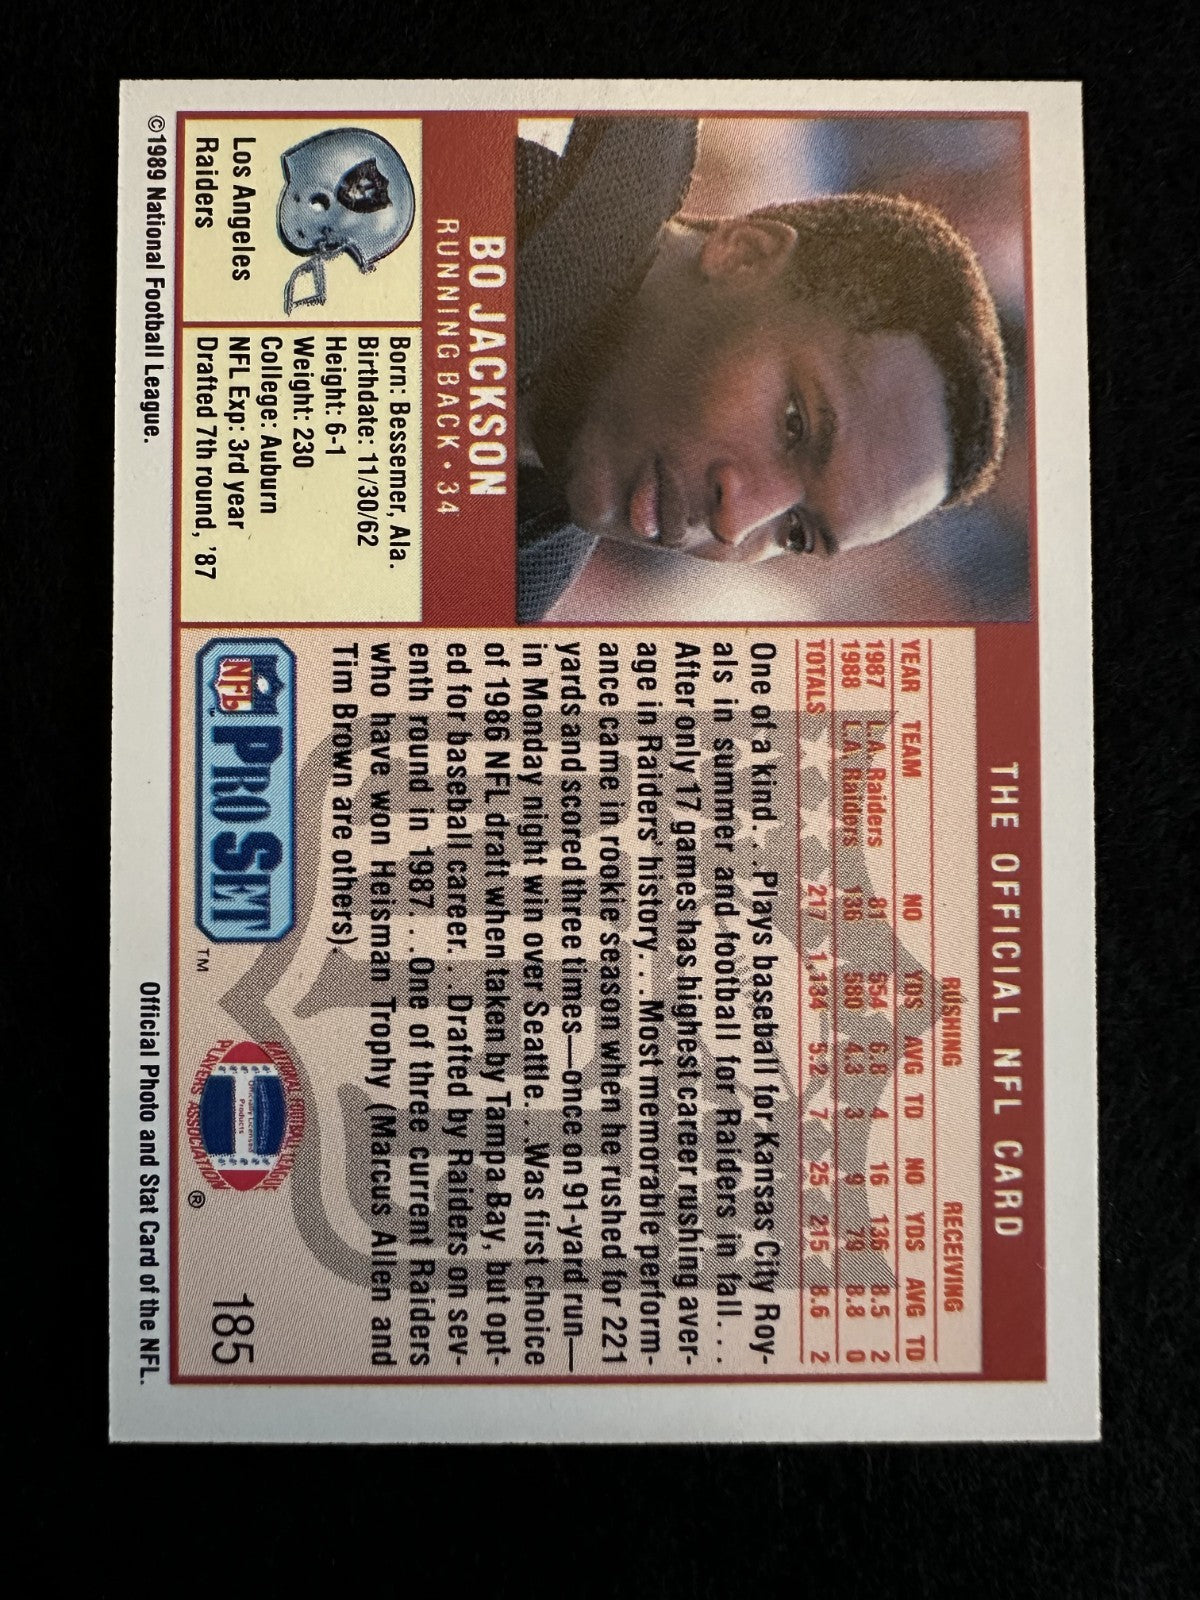 THE OFFICIAL NFL CARD
BO JACKSON
RUNNING BACK • 34
Los Angeles
Raiders
Born: Bessemer, Ala.
Birthdate: 11/30/62
Height: 6-1
Weight: 230
College: Auburn
NFL Exp: 3rd year
Drafted 7th round, '87
RUSHING RECEIVING
YEAR TEAM NO YDS AVG TD NO YDS AVG TD
1987 L.A. Raiders 81 554 6.8 4 16 136 8.5 2
1988 L.A. Raiders 136 580 4.3 3 9 79 8.8 0
TOTALS 217 1,134 5.2 7 25 215 8.6 2
One of a kind. . .Plays baseball for Kansas City Roy-
als in summer and football for Raiders in fall. . .
After only 17 games has highest career rushing aver-
age in Raiders' history. . .Most memorable perform-
ance came in rookie season when he rushed for 221
yards and scored three times—once on 91-yard run—
in Monday night win over Seattle. . .Was first choice
of 1986 NFL draft when taken by Tampa Bay, but opt-
ed for baseball career. . .Drafted by Raiders on sev-
enth round in 1987. . .One of three current Raiders
who have won Heisman Trophy (Marcus Allen and
Tim Brown are others).
NFL PRO SET ™
NATIONAL FOOTBALL LEAGUE
Officially Licensed
Products
PLAYERS ASSOCIATION ®
185
©1989 National Football League.
Official Photo and Stat Card of the NFL.